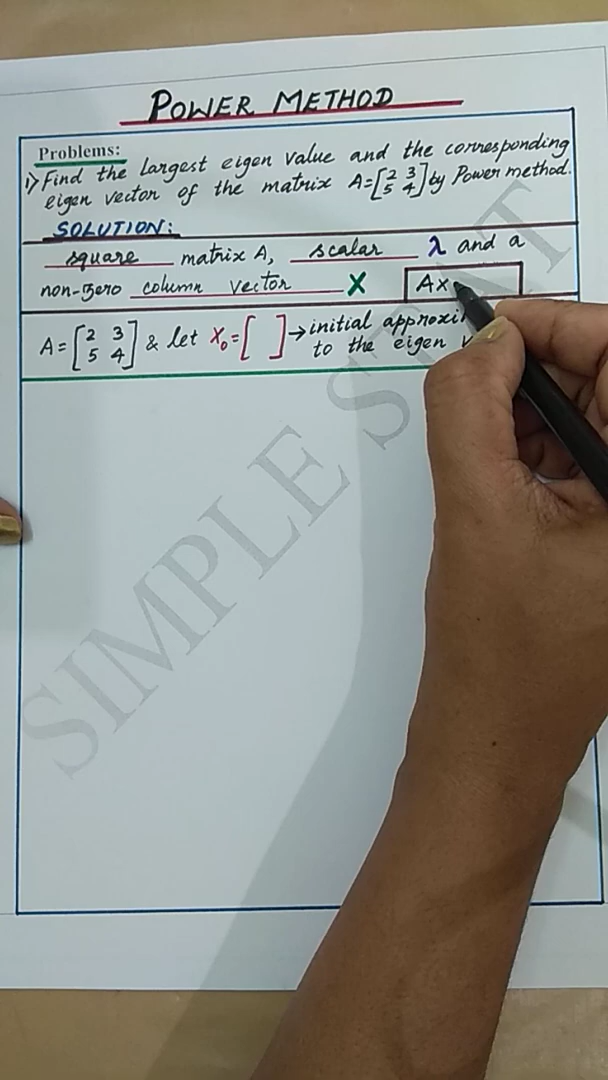 POWER METHOD
Problems:
1) Find the largest eigen value and the corresponding
eigen vector of the matrix A=[2 3 5 4] by Power method.
SOLUTION:
square matrix A, scalar λ and a
non-zero column vector X AX
A = [2 3 5 4] & let X₀ = [ ] → initial
to the eigen
SIMPLE STAT